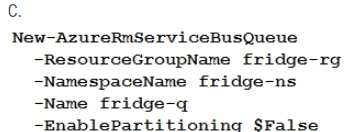 C.
New-AzureRmServiceBusQueue
-ResourceGroupName fridge-rg
-NamespaceName fridge-ns
-Name fridge-q
-EnablePartitioning $False